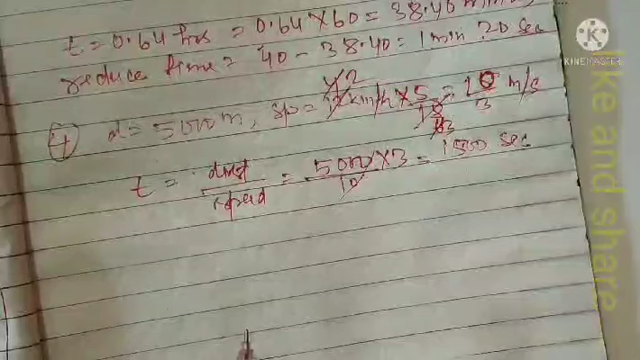 t = 0.64 hrs = 0.64 × 60 = 38.40
reduce time = 40 - 38.40 = 1 min 20 sec
4 d = 5000 m, sp = 12 km/h × 5/18 = 10/3 m/s
t = dist/speed = 5000×3/10 = 1500 sec
KINEMASTER
like and share